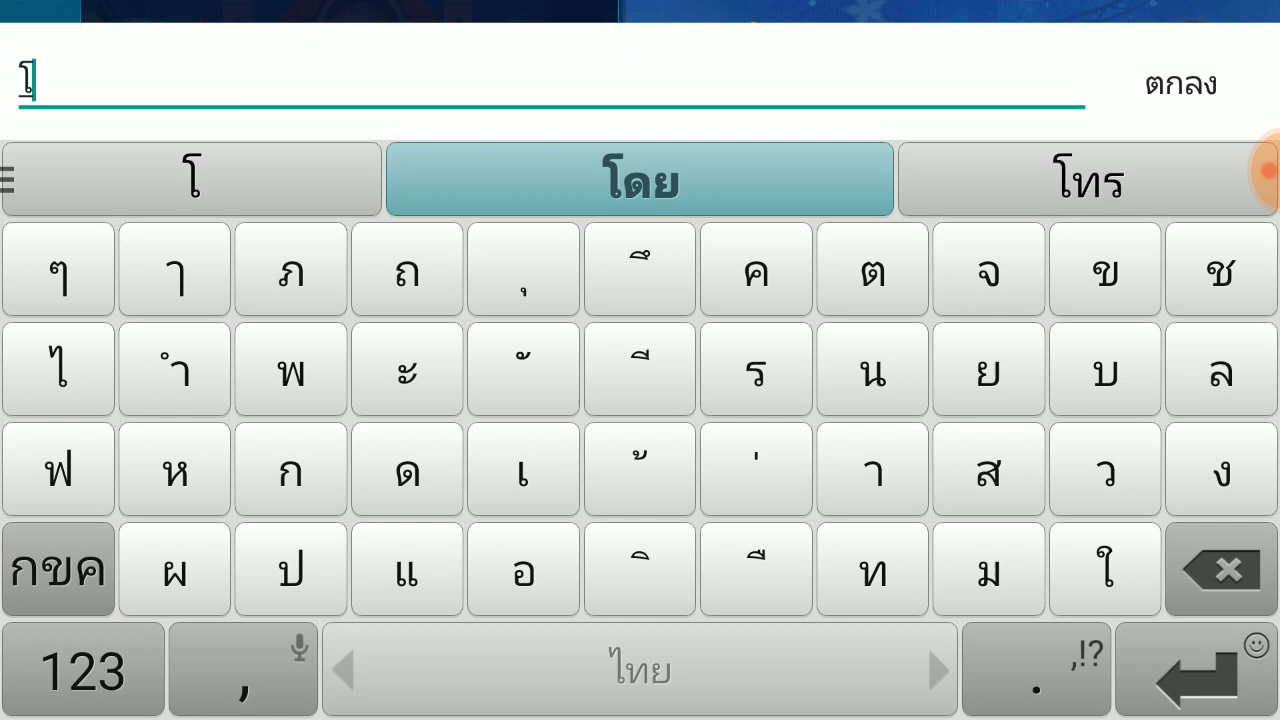 โ
ตกลง
โ โดย โทร
ๆ ๅ ภ ถ ุ ึ ค ต จ ข ช
ไ ำ พ ะ ั ี ร น ย บ ล
ฟ ห ก ด เ ้ ่ า ส ว ง
กขค ผ ป แ อ ิ ื ท ม ใ
123 , ไทย . ,!?